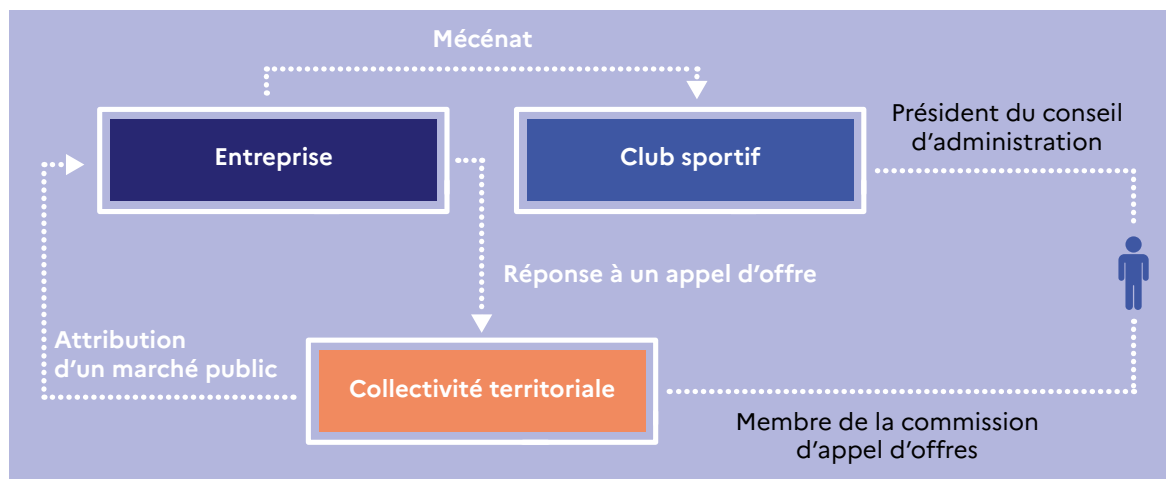 Mécénat
Président du conseil
d’administration
Entreprise
Club sportif
Réponse à un appel d’offre
Attribution
d’un marché public
Collectivité territoriale
Membre de la commission
d’appel d’offres